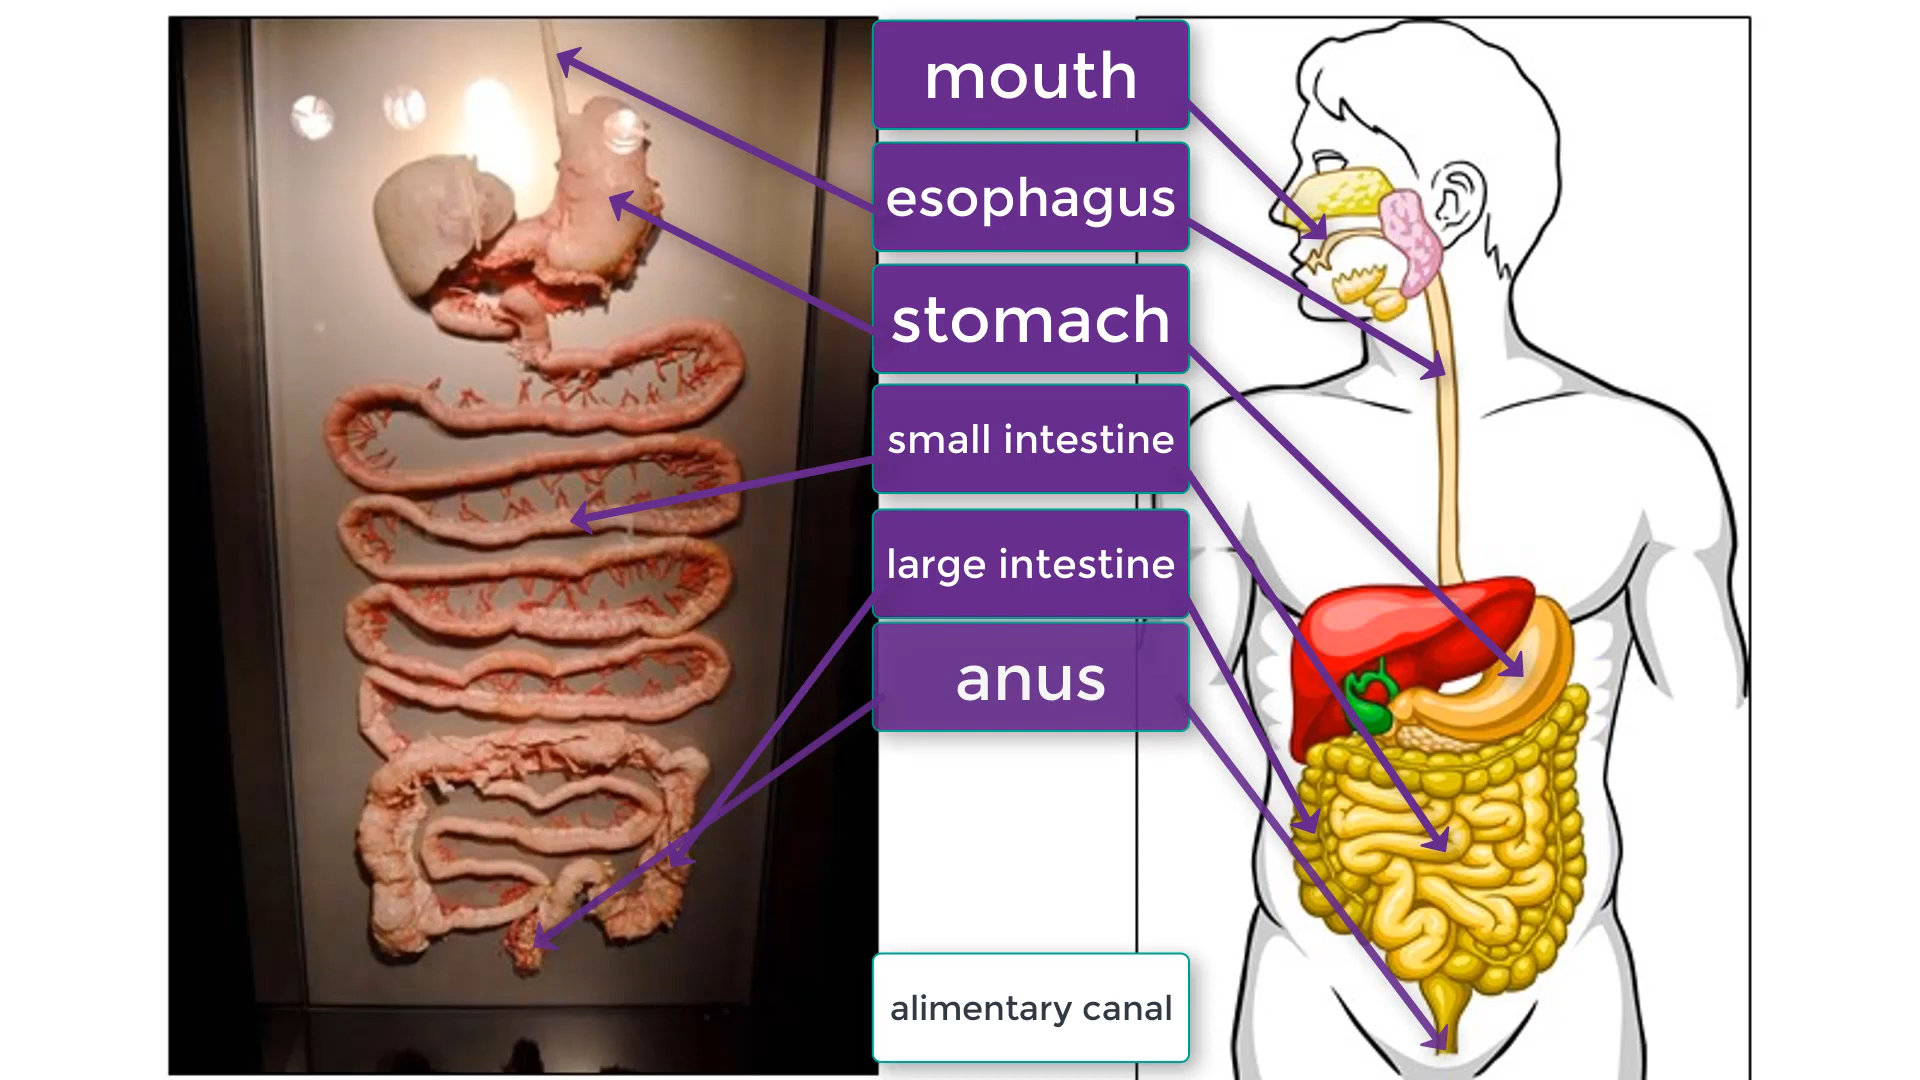 mouth
esophagus
stomach
small intestine
large intestine
anus
alimentary canal